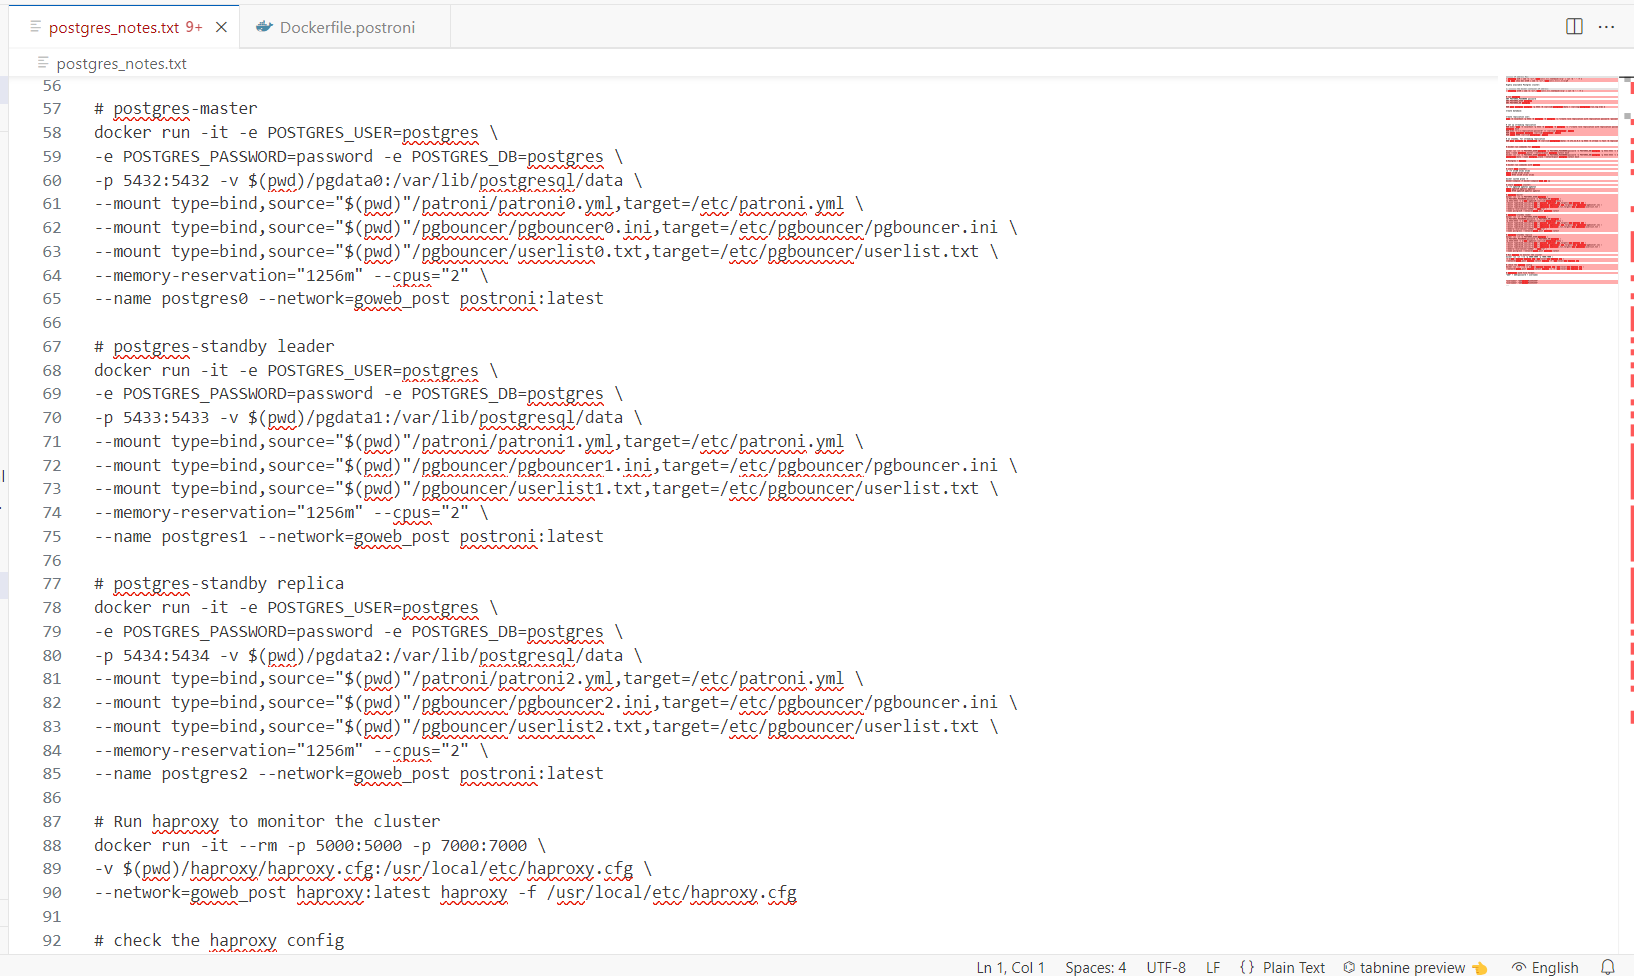 postgres_notes.txt 9+
Dockerfile.postroni
postgres_notes.txt
56
57 # postgres-master
58 docker run -it -e POSTGRES_USER=postgres \
59 -e POSTGRES_PASSWORD=password -e POSTGRES_DB=postgres \
60 -p 5432:5432 -v $(pwd)/pgdata0:/var/lib/postgresql/data \
61 --mount type=bind,source="$(pwd)"/patroni/patroni0.yml,target=/etc/patroni.yml \
62 --mount type=bind,source="$(pwd)"/pgbouncer/pgbouncer0.ini,target=/etc/pgbouncer/pgbouncer.ini \
63 --mount type=bind,source="$(pwd)"/pgbouncer/userlist0.txt,target=/etc/pgbouncer/userlist.txt \
64 --memory-reservation="1256m" --cpus="2" \
65 --name postgres0 --network=goweb_post postroni:latest
66
67 # postgres-standby leader
68 docker run -it -e POSTGRES_USER=postgres \
69 -e POSTGRES_PASSWORD=password -e POSTGRES_DB=postgres \
70 -p 5433:5433 -v $(pwd)/pgdata1:/var/lib/postgresql/data \
71 --mount type=bind,source="$(pwd)"/patroni/patroni1.yml,target=/etc/patroni.yml \
72 --mount type=bind,source="$(pwd)"/pgbouncer/pgbouncer1.ini,target=/etc/pgbouncer/pgbouncer.ini \
73 --mount type=bind,source="$(pwd)"/pgbouncer/userlist1.txt,target=/etc/pgbouncer/userlist.txt \
74 --memory-reservation="1256m" --cpus="2" \
75 --name postgres1 --network=goweb_post postroni:latest
76
77 # postgres-standby replica
78 docker run -it -e POSTGRES_USER=postgres \
79 -e POSTGRES_PASSWORD=password -e POSTGRES_DB=postgres \
80 -p 5434:5434 -v $(pwd)/pgdata2:/var/lib/postgresql/data \
81 --mount type=bind,source="$(pwd)"/patroni/patroni2.yml,target=/etc/patroni.yml \
82 --mount type=bind,source="$(pwd)"/pgbouncer/pgbouncer2.ini,target=/etc/pgbouncer/pgbouncer.ini \
83 --mount type=bind,source="$(pwd)"/pgbouncer/userlist2.txt,target=/etc/pgbouncer/userlist.txt \
84 --memory-reservation="1256m" --cpus="2" \
85 --name postgres2 --network=goweb_post postroni:latest
86
87 # Run haproxy to monitor the cluster
88 docker run -it --rm -p 5000:5000 -p 7000:7000 \
89 -v $(pwd)/haproxy/haproxy.cfg:/usr/local/etc/haproxy.cfg \
90 --network=goweb_post haproxy:latest haproxy -f /usr/local/etc/haproxy.cfg
91
92 # check the haproxy config
Ln 1, Col 1 Spaces: 4 UTF-8 LF {} Plain Text tabnine preview 👈 English